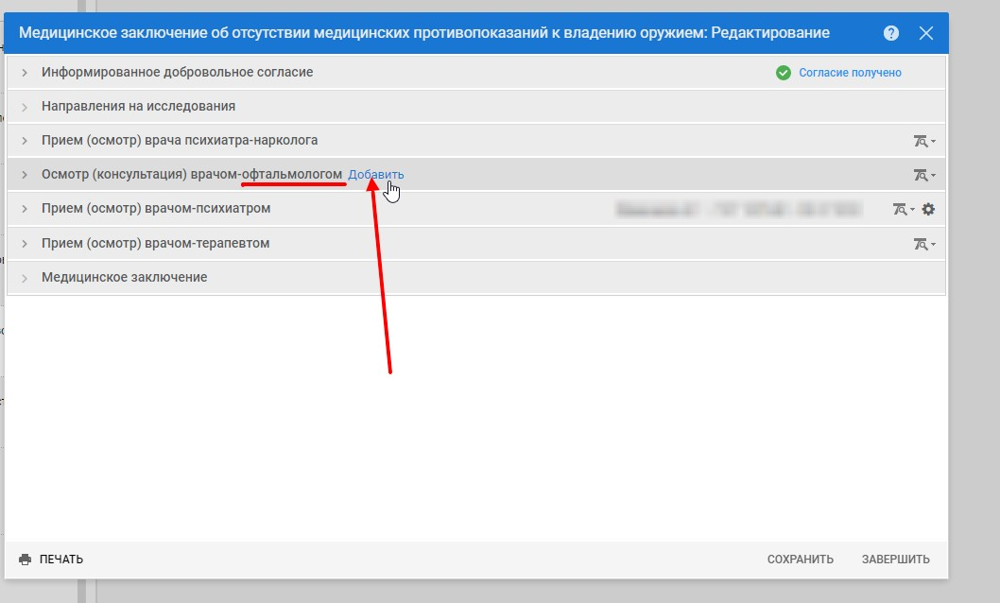 Медицинское заключение об отсутствии медицинских противопоказаний к владению оружием: Редактирование
Информированное добровольное согласие Согласие получено
Направления на исследования
Прием (осмотр) врача психиатра-нарколога
Осмотр (консультация) врачом-офтальмологом Добавить
Прием (осмотр) врачом-психиатром
Прием (осмотр) врачом-терапевтом
Медицинское заключение
ПЕЧАТЬ СОХРАНИТЬ ЗАВЕРШИТЬ